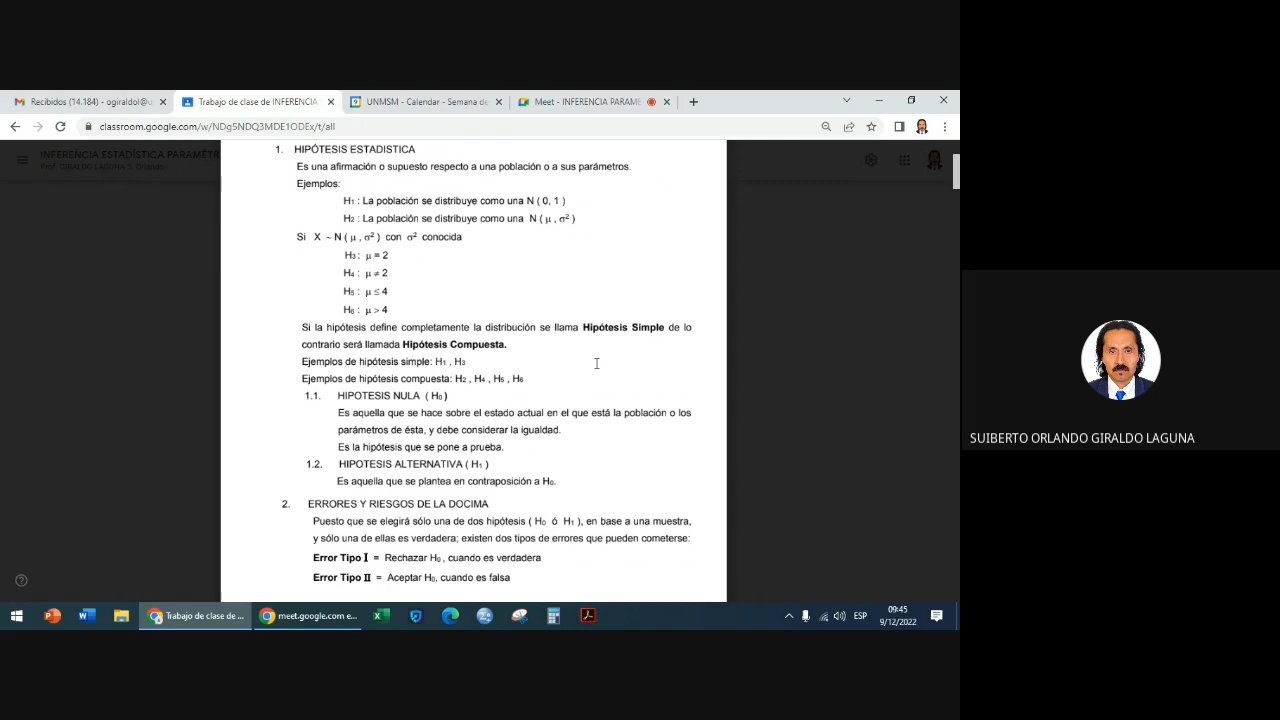 Recibidos (14.184) - ogiraldol@u
Trabajo de clase de INFERENCIA
UNMSM - Calendar - Semana de
Meet - INFERENCIA PARAMÉ
classroom.google.com/w/NDg5NDQ3MDE1ODEx/t/all
INFERENCIA ESTADÍSTICA PARAMÉTR
Prof. GIRALDO LAGUNA S. Orlando
1. HIPÓTESIS ESTADISTICA
Es una afirmación o supuesto respecto a una población o a sus parámetros.
Ejemplos:
H₁ : La población se distribuye como una N ( 0, 1 )
H₂ : La población se distribuye como una N ( μ , σ² )
Si X ~ N ( μ , σ² ) con σ² conocida
H₃ : μ = 2
H₄ : μ ≠ 2
H₅ : μ ≤ 4
H₆ : μ > 4
Si la hipótesis define completamente la distribución se llama Hipótesis Simple de lo
contrario será llamada Hipótesis Compuesta.
Ejemplos de hipótesis simple: H₁ , H₃
Ejemplos de hipótesis compuesta: H₂ , H₄ , H₅ , H₆
1.1. HIPOTESIS NULA ( H₀ )
Es aquella que se hace sobre el estado actual en el que está la población o los
parámetros de ésta, y debe considerar la igualdad.
Es la hipótesis que se pone a prueba.
1.2. HIPOTESIS ALTERNATIVA ( H₁ )
Es aquella que se plantea en contraposición a H₀.
2. ERRORES Y RIESGOS DE LA DOCIMA
Puesto que se elegirá sólo una de dos hipótesis ( H₀ ó H₁ ), en base a una muestra,
y sólo una de ellas es verdadera; existen dos tipos de errores que pueden cometerse:
Error Tipo I = Rechazar H₀ , cuando es verdadera
Error Tipo II = Aceptar H₀, cuando es falsa
SUIBERTO ORLANDO GIRALDO LAGUNA
Trabajo de clase de ...
meet.google.com e...
ESP
09:45
9/12/2022